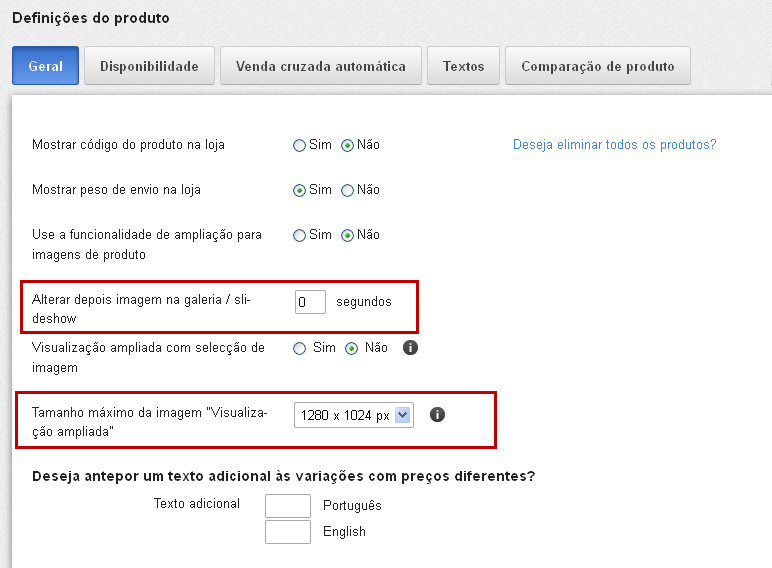 Definições do produto
Geral Disponibilidade Venda cruzada automática Textos Comparação de produto
Mostrar código do produto na loja Sim Não Deseja eliminar todos os produtos?
Mostrar peso de envio na loja Sim Não
Use a funcionalidade de ampliação para Sim Não
imagens de produto
Alterar depois imagem na galeria / sli- 0 segundos
deshow
Visualização ampliada com selecção de Sim Não i
imagem
Tamanho máximo da imagem "Visualiza- 1280 x 1024 px i
ção ampliada"
Deseja antepor um texto adicional às variações com preços diferentes?
Texto adicional Português
English